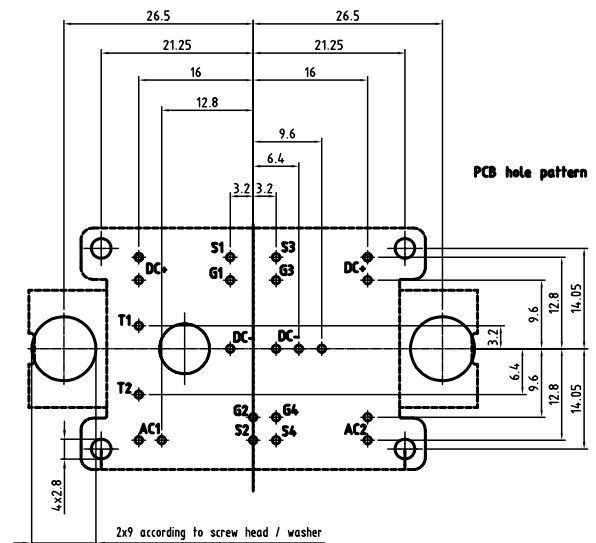 26.5 26.5
21.25 21.25
16 16
12.8
9.6
6.4
3.2 3.2
PCB hole pattern
S1 S3
DC+ G1 G3 DC+
T1
DC- DC-
T2
G2 G4
AC1 S2 S4 AC2
3.2 9.6 12.8 14.05
6.4 9.6 12.8 14.05
4x2.8
2x9 according to screw head / washer